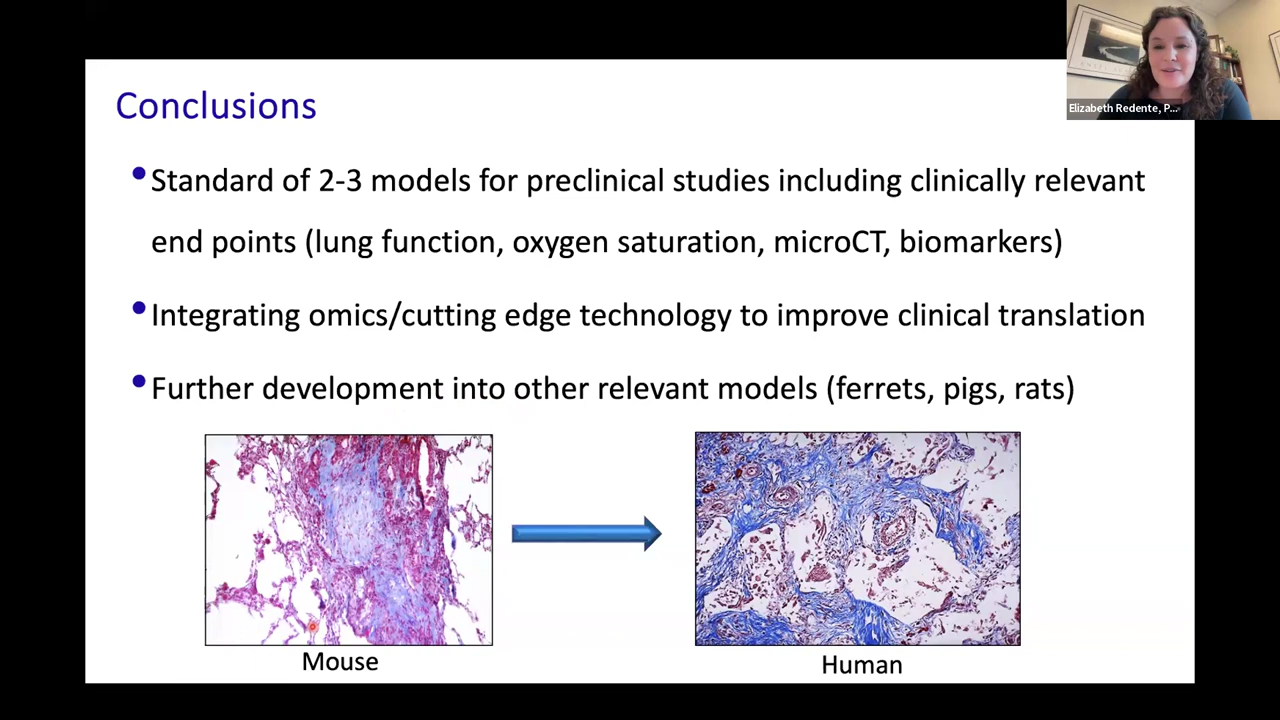 Elizabeth Redente, P...
Conclusions
•Standard of 2-3 models for preclinical studies including clinically relevant
end points (lung function, oxygen saturation, microCT, biomarkers)
•Integrating omics/cutting edge technology to improve clinical translation
•Further development into other relevant models (ferrets, pigs, rats)
Mouse
Human